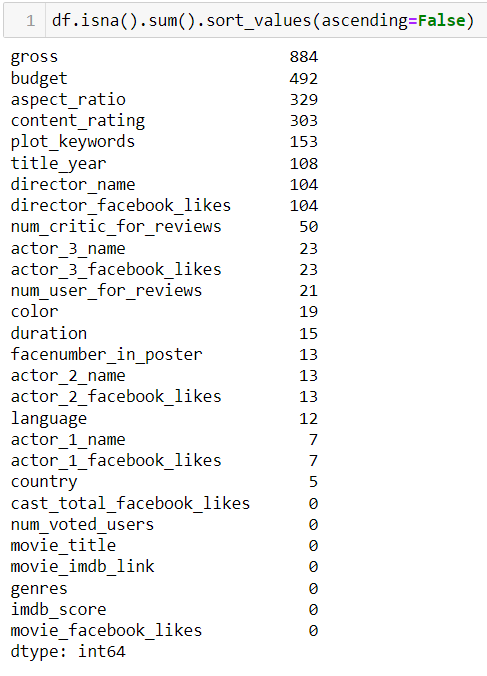 1 df.isna().sum().sort_values(ascending=False)
gross 884
budget 492
aspect_ratio 329
content_rating 303
plot_keywords 153
title_year 108
director_name 104
director_facebook_likes 104
num_critic_for_reviews 50
actor_3_name 23
actor_3_facebook_likes 23
num_user_for_reviews 21
color 19
duration 15
facenumber_in_poster 13
actor_2_name 13
actor_2_facebook_likes 13
language 12
actor_1_name 7
actor_1_facebook_likes 7
country 5
cast_total_facebook_likes 0
num_voted_users 0
movie_title 0
movie_imdb_link 0
genres 0
imdb_score 0
movie_facebook_likes 0
dtype: int64